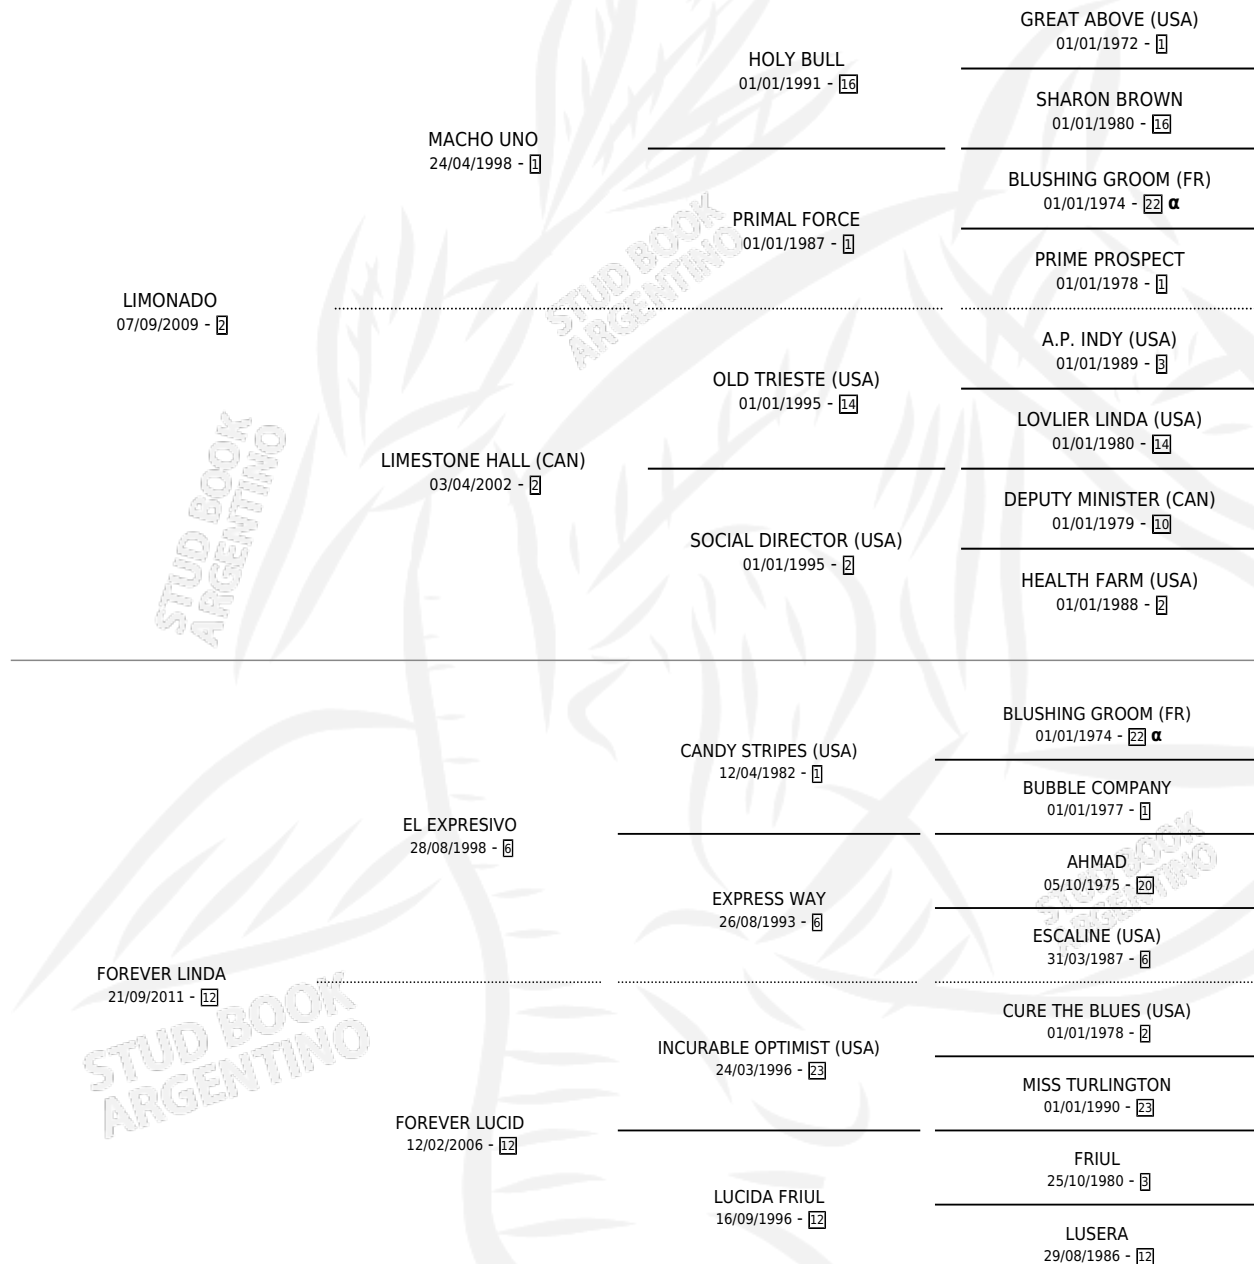 GREAT ABOVE (USA)
01/01/1972 - 1
HOLY BULL
01/01/1991 - 16
SHARON BROWN
01/01/1980 - 16
MACHO UNO
24/04/1998 - 1
BLUSHING GROOM (FR)
01/01/1974 - 22 α
PRIMAL FORCE
01/01/1987 - 1
PRIME PROSPECT
01/01/1978 - 1
LIMONADO
07/09/2009 - 2
A.P. INDY (USA)
01/01/1989 - 3
OLD TRIESTE (USA)
01/01/1995 - 14
LOVLIER LINDA (USA)
01/01/1980 - 14
LIMESTONE HALL (CAN)
03/04/2002 - 2
DEPUTY MINISTER (CAN)
01/01/1979 - 10
SOCIAL DIRECTOR (USA)
01/01/1995 - 2
HEALTH FARM (USA)
01/01/1988 - 2
BLUSHING GROOM (FR)
01/01/1974 - 22 α
CANDY STRIPES (USA)
12/04/1982 - 1
BUBBLE COMPANY
01/01/1977 - 1
EL EXPRESIVO
28/08/1998 - 6
AHMAD
05/10/1975 - 20
EXPRESS WAY
26/08/1993 - 6
ESCALINE (USA)
31/03/1987 - 6
FOREVER LINDA
21/09/2011 - 12
CURE THE BLUES (USA)
01/01/1978 - 2
INCURABLE OPTIMIST (USA)
24/03/1996 - 23
MISS TURLINGTON
01/01/1990 - 23
FOREVER LUCID
12/02/2006 - 12
FRIUL
25/10/1980 - 3
LUCIDA FRIUL
16/09/1996 - 12
LUSERA
29/08/1986 - 12
STUD BOOK
ARGENTINO
STUD BOOK
ARGENTINO
STUD BOOK
ARGENTINO
STUD BOOK
ARGENTINO